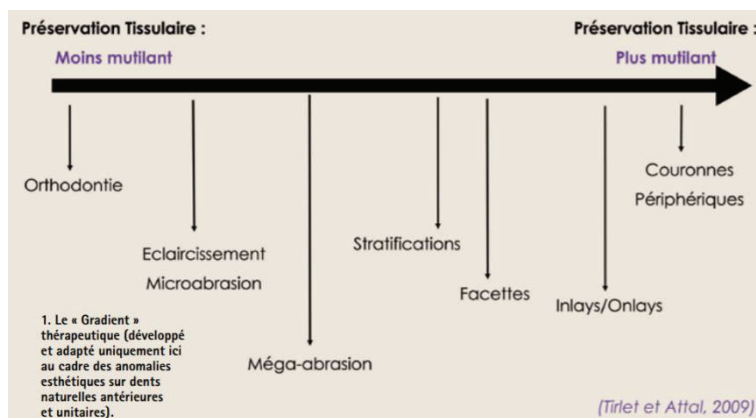 Préservation Tissulaire :
Préservation Tissulaire :
Moins mutilant
Plus mutilant
Orthodontie
Couronnes
Périphériques
Eclaircissement
Microabrasion
Stratifications
Facettes
Inlays/Onlays
Méga-abrasion
1. Le « Gradient »
thérapeutique (développé
et adapté uniquement ici
au cadre des anomalies
esthétiques sur dents
naturelles antérieures
et unitaires).
(Tirlet et Attal, 2009)